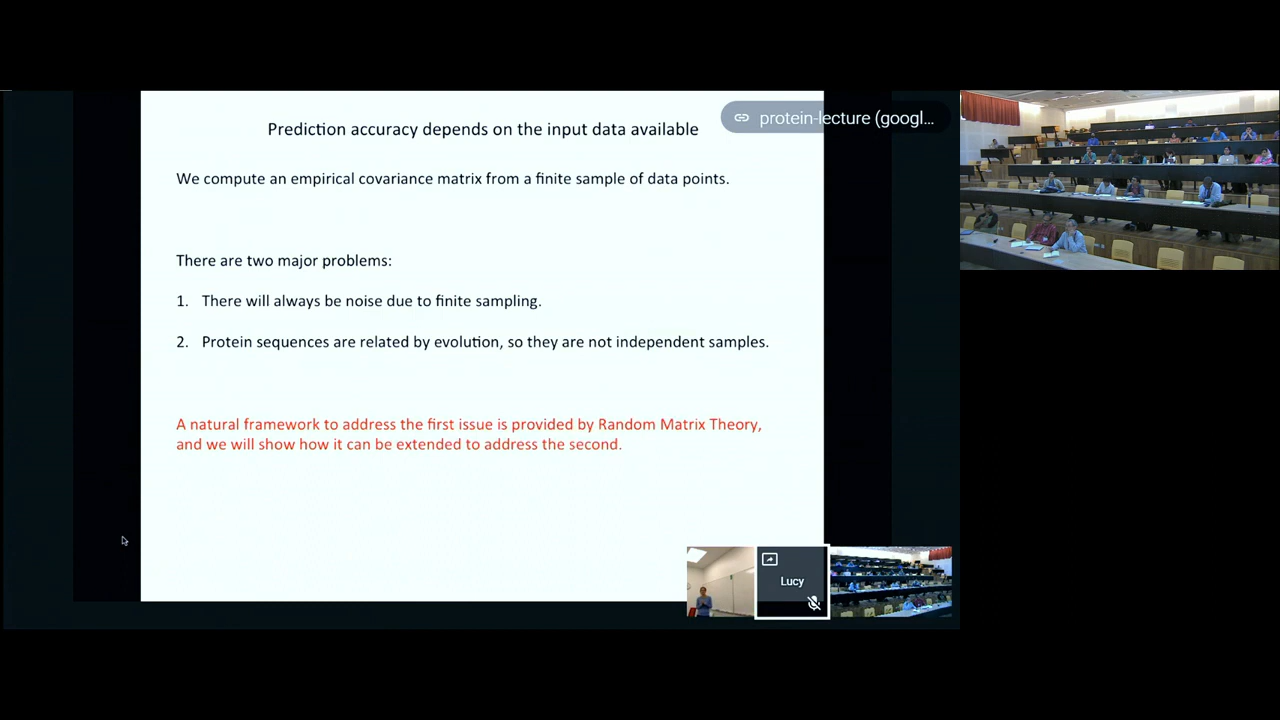 Prediction accuracy depends on the input data available
protein-lecture (googl...
We compute an empirical covariance matrix from a finite sample of data points.
There are two major problems:
1. There will always be noise due to finite sampling.
2. Protein sequences are related by evolution, so they are not independent samples.
A natural framework to address the first issue is provided by Random Matrix Theory,
and we will show how it can be extended to address the second.
Lucy